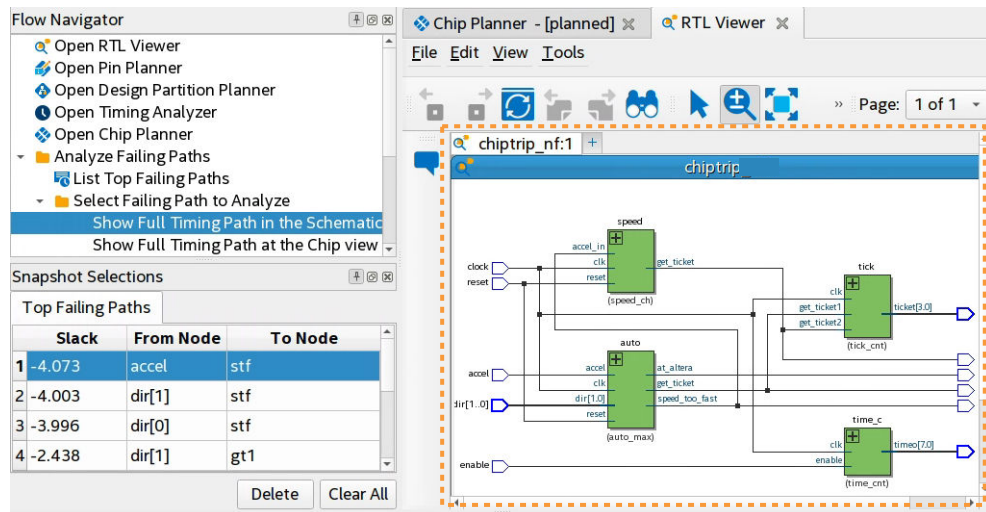 Flow Navigator
Open RTL Viewer
Open Pin Planner
Open Design Partition Planner
Open Timing Analyzer
Open Chip Planner
Analyze Failing Paths
List Top Failing Paths
Select Failing Path to Analyze
Show Full Timing Path in the Schematic
Show Full Timing Path at the Chip view
Snapshot Selections
Top Failing Paths
Slack From Node To Node
1 -4.073 accel stf
2 -4.003 dir[1] stf
3 -3.996 dir[0] stf
4 -2.438 dir[1] gt1
Delete Clear All
Chip Planner - [planned] RTL Viewer
File Edit View Tools
» Page: 1 of 1
chiptrip_nf:1 +
chiptrip_
speed
accel_in
clock clk get_ticket
reset reset
(speed_ch)
tick
clk
get_ticket1 ticket[3.0]
get_ticket2
(tick_cnt)
auto
accel accel at_altera
clk get_ticket
dir[1..0] dir[1.0] speed_too_fast
reset
(auto_max)
time_c
clk timeo[7.0]
enable enable
(time_cnt)